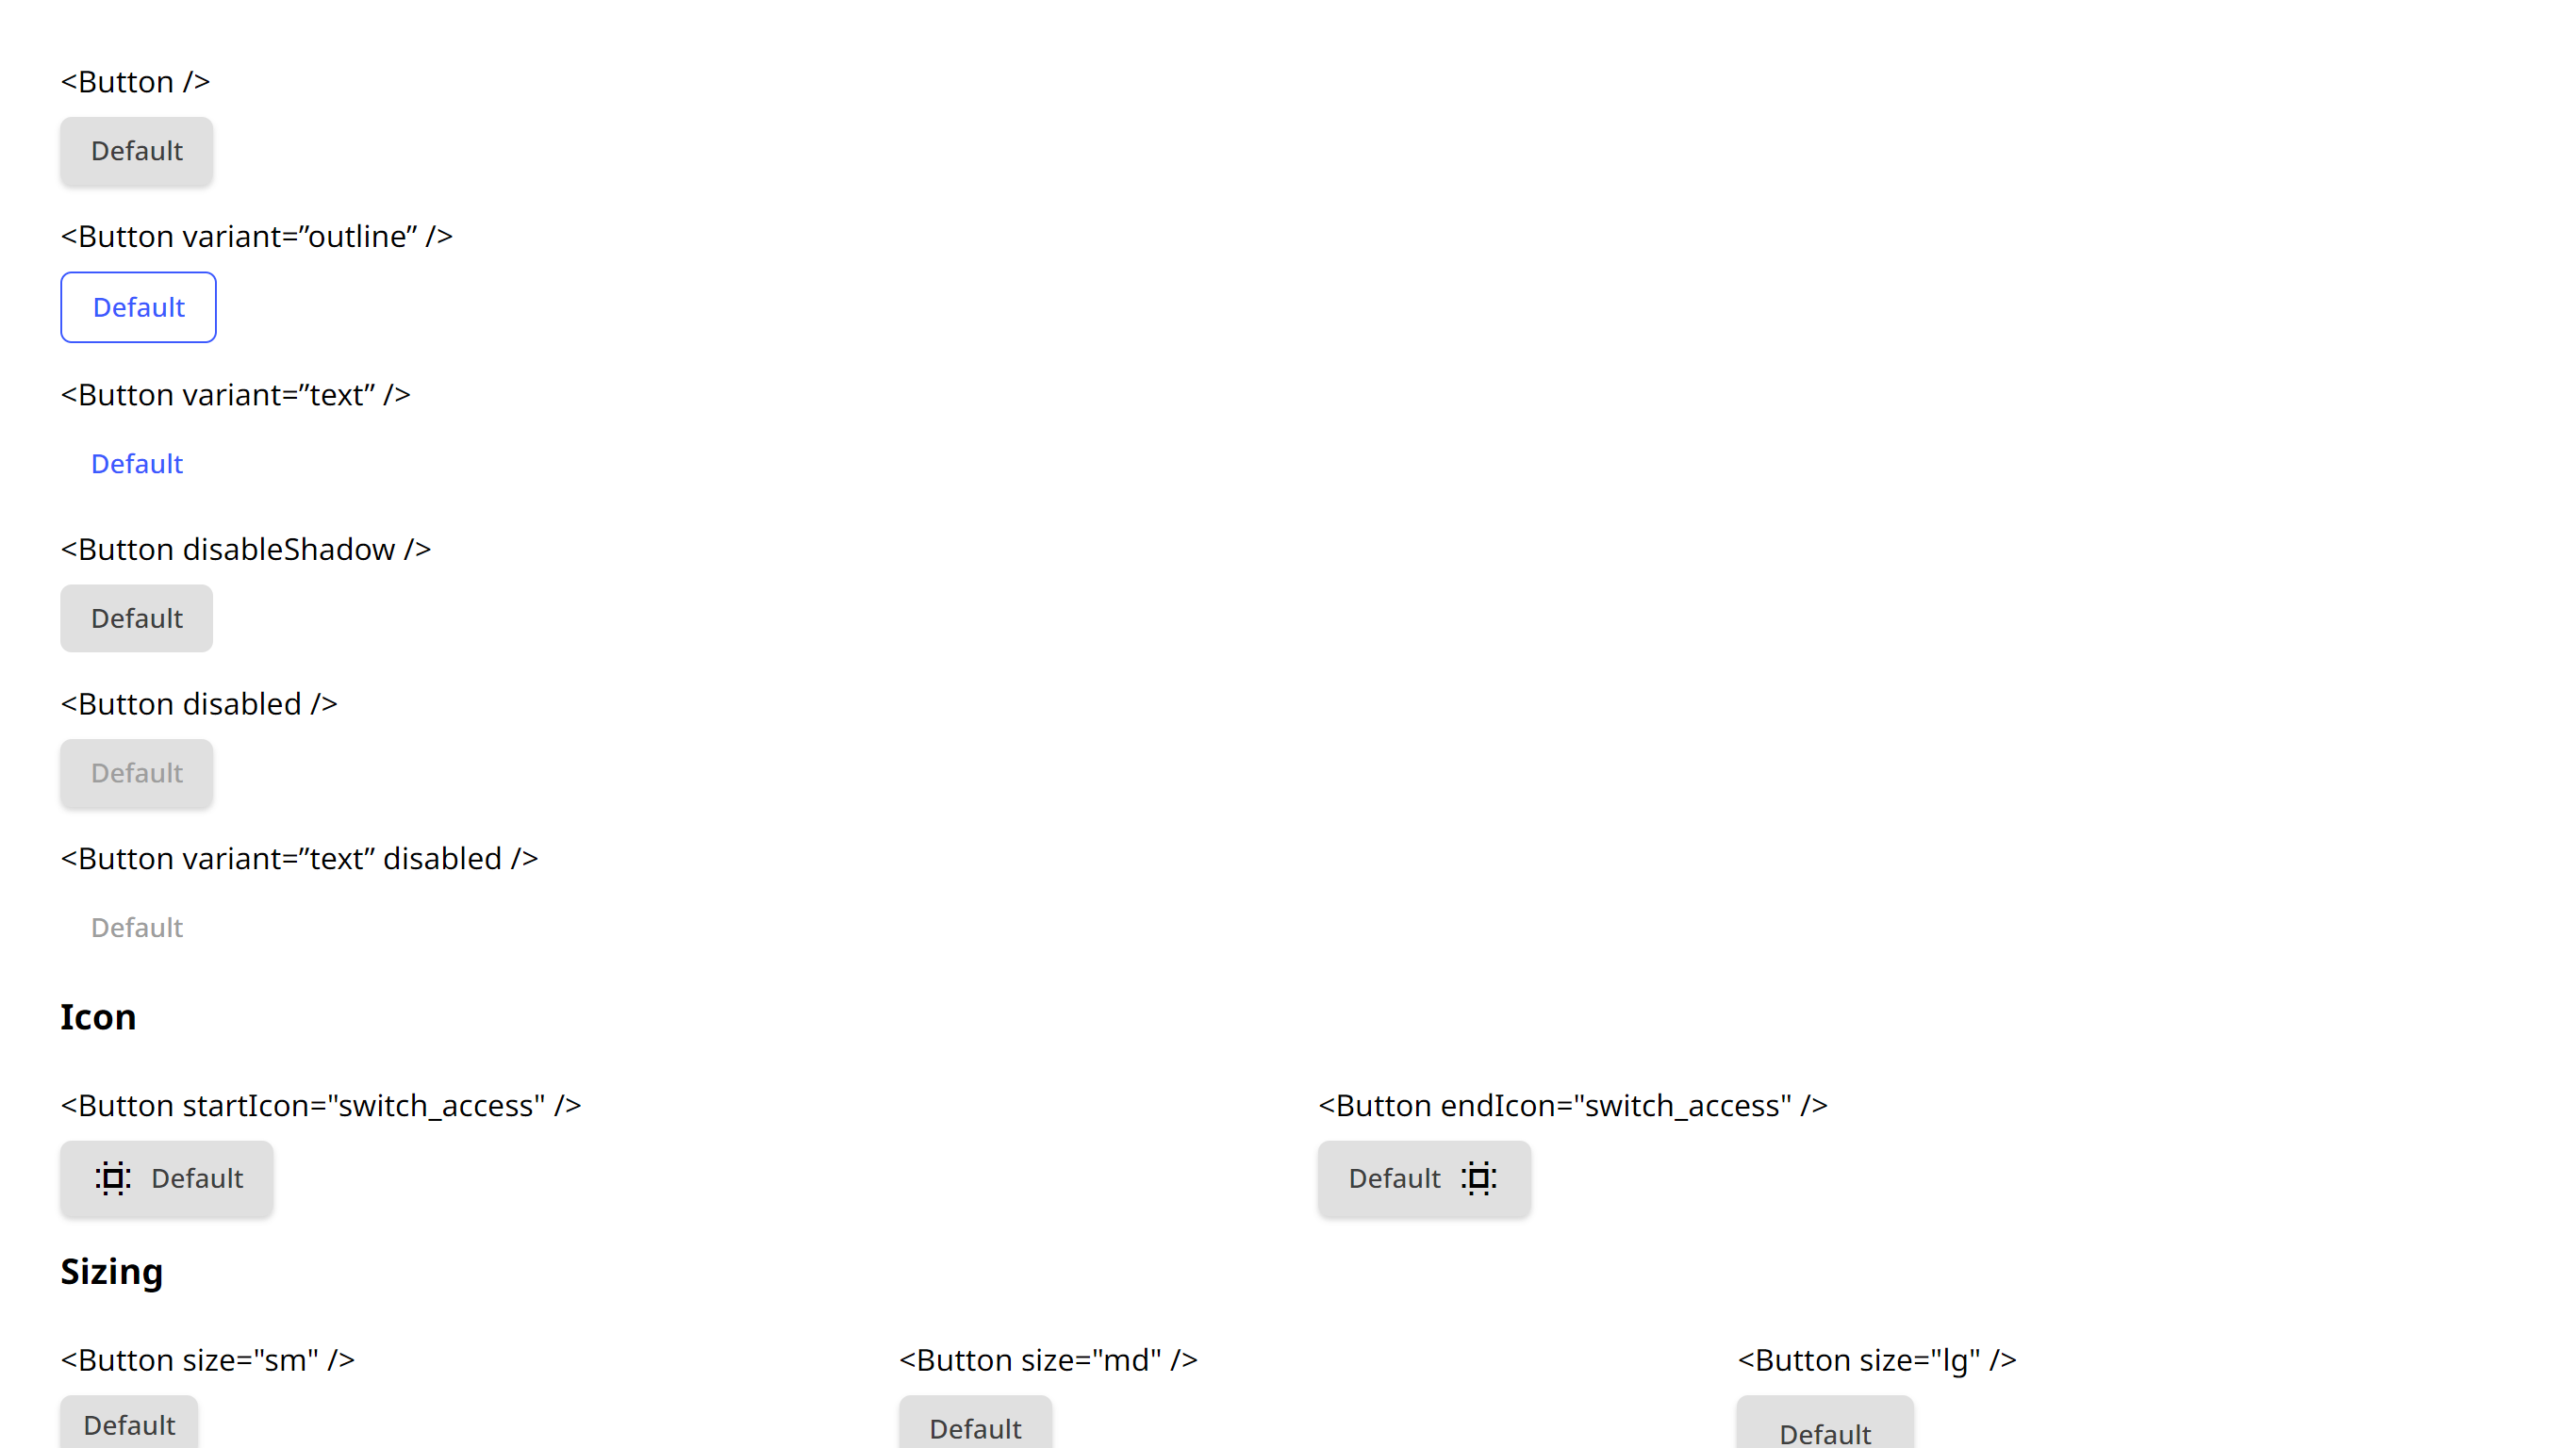 <Button />
Default
<Button variant=”outline” />
Default
<Button variant=”text” />
Default
<Button disableShadow />
Default
<Button disabled />
Default
<Button variant=”text” disabled />
Default
Icon
<Button startIcon="switch_access" />
<Button endIcon="switch_access" />
Default
Default
Sizing
<Button size="sm" />
<Button size="md" />
<Button size="lg" />
Default
Default
Default